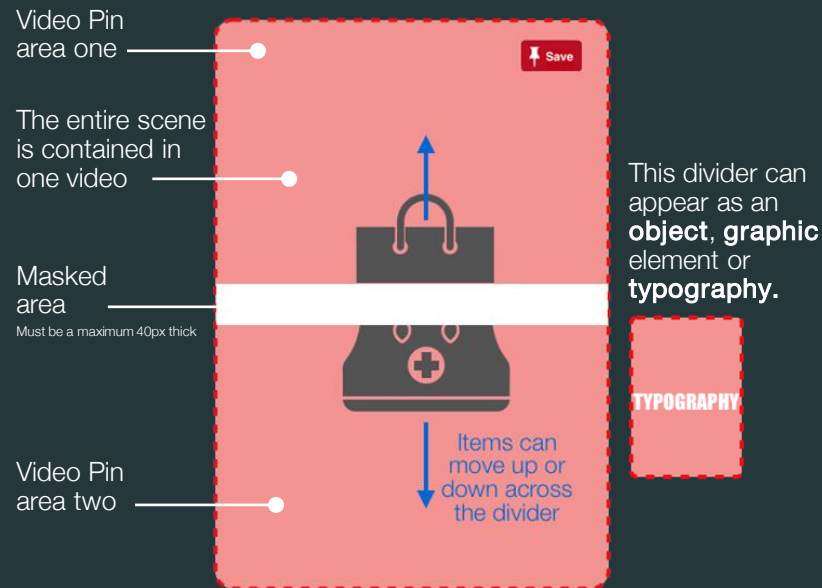 Video Pin
area one
Save
The entire scene
is contained in
one video
This divider can
appear as an
object, graphic
element or
typography.
Masked
area
Must be a maximum 40px thick
TYPOGRAPHY
Items can
move up or
down across
the divider
Video Pin
area two